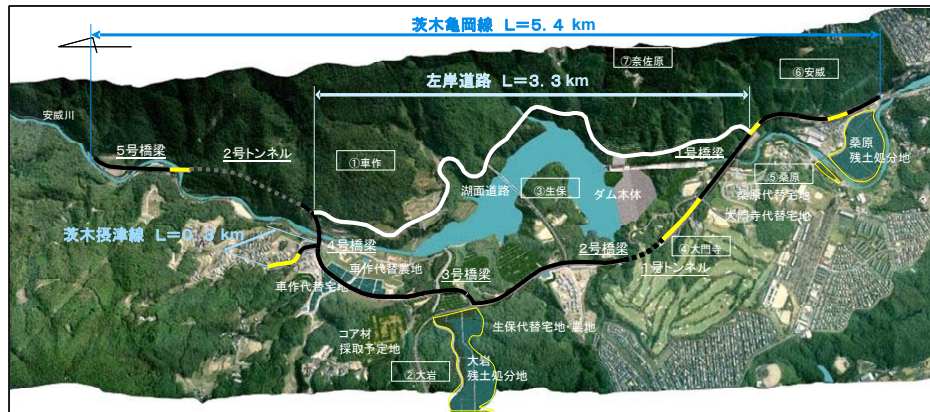 茨木亀岡線 L=5.4 km
⑦奈佐原
左岸道路 L=3.3 km
⑥安威
安威川
5号橋梁
2号トンネル
①車作
1号橋梁
桑原
残土処分地
湖面道路
③生保
ダム本体
⑤桑原
桑原代替宅地
大門寺代替宅地
茨木摂津線 L=0.3 km
4号橋梁
2号橋梁
④大門寺
1号トンネル
車作代替農地
3号橋梁
車作代替宅地
コア材
採取予定地
生保代替宅地・農地
②大岩
大岩
残土処分地